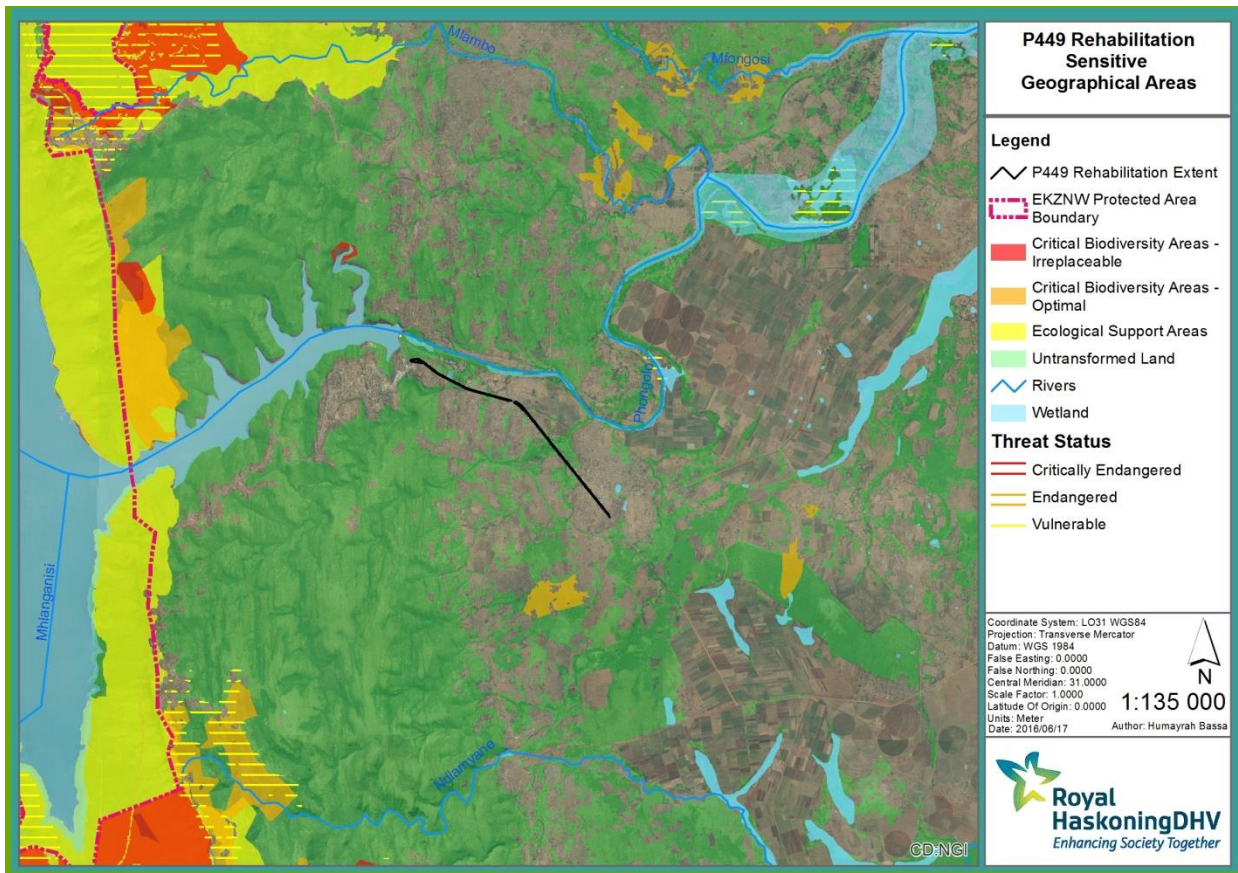 P449 Rehabilitation
Sensitive
Geographical Areas
Legend
P449 Rehabilitation Extent
EKZNW Protected Area
Boundary
Critical Biodiversity Areas -
Irreplaceable
Critical Biodiversity Areas -
Optimal
Ecological Support Areas
Untransformed Land
Rivers
Wetland
Threat Status
Critically Endangered
Endangered
Vulnerable
Coordinate System: LO31 WGS84
Projection: Transverse Mercator
Datum: WGS 1984
False Easting: 0.0000
False Northing: 0.0000
Central Meridian: 31.0000
Scale Factor: 1.0000
Latitude Of Origin: 0.0000
Units: Meter
Date: 2016/06/17
N
1:135 000
Author: Humayrah Bassa
Royal
HaskoningDHV
Enhancing Society Together
Mlambo
Mfongosi
Phongolo
Mhlanganisi
Nglamyane
CD:NGI